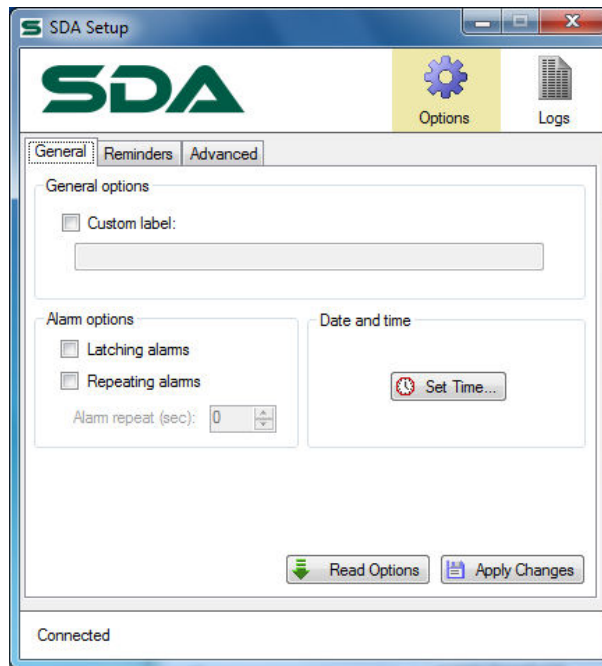 SDA Setup
SDA
Options
Logs
General
Reminders
Advanced
General options
Custom label:
Alarm options
Latching alarms
Repeating alarms
Alarm repeat (sec): 0
Date and time
Set Time...
Read Options
Apply Changes
Connected